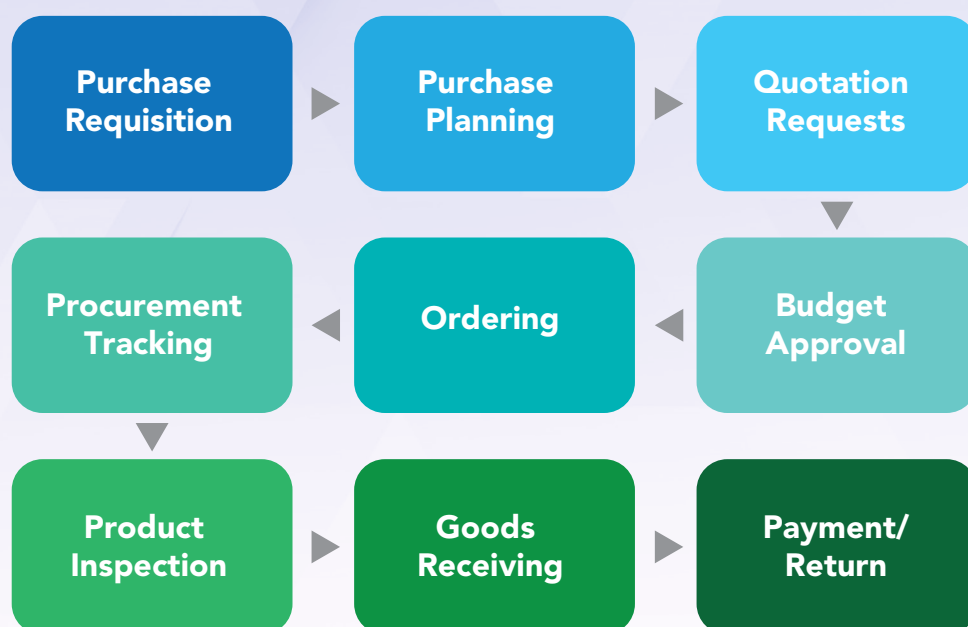 Purchase
Requisition
Purchase
Planning
Quotation
Requests
Procurement
Tracking
Ordering
Budget
Approval
Product
Inspection
Goods
Receiving
Payment/
Return